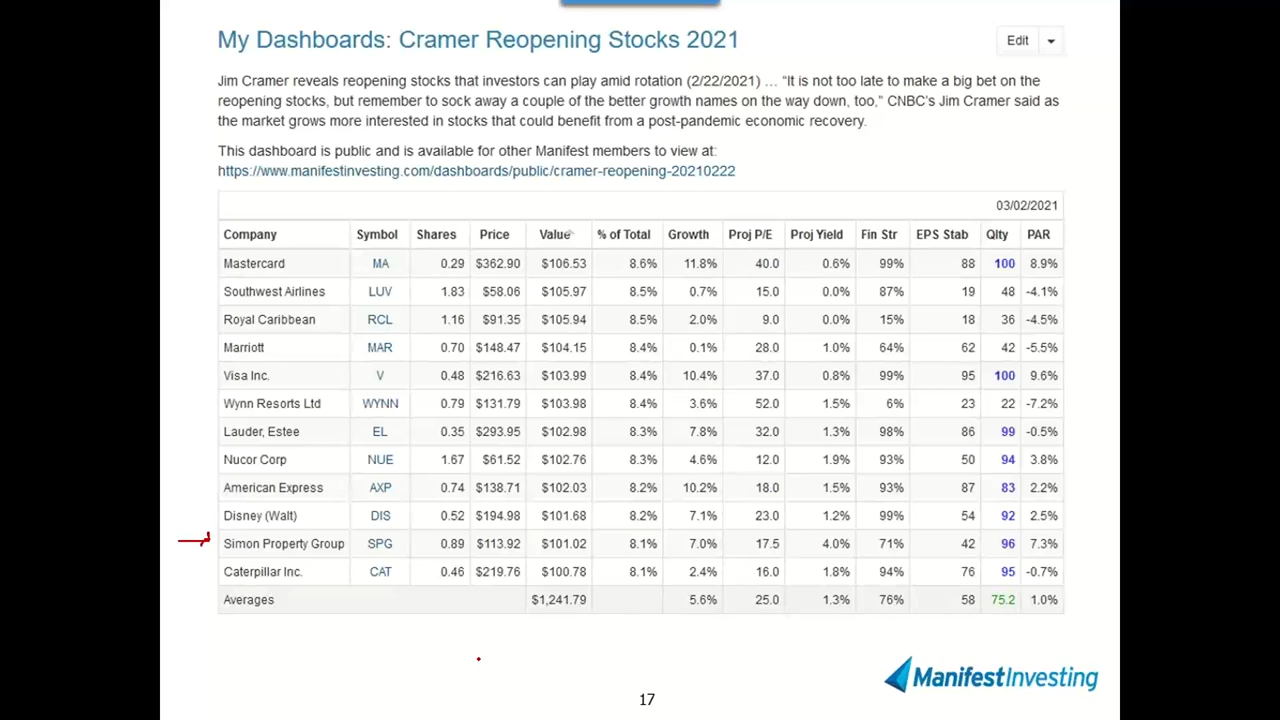 My Dashboards: Cramer Reopening Stocks 2021
Edit
Jim Cramer reveals reopening stocks that investors can play amid rotation (2/22/2021) … “It is not too late to make a big bet on the
reopening stocks, but remember to sock away a couple of the better growth names on the way down, too,” CNBC’s Jim Cramer said as
the market grows more interested in stocks that could benefit from a post-pandemic economic recovery.
This dashboard is public and is available for other Manifest members to view at:
https://www.manifestinvesting.com/dashboards/public/cramer-reopening-20210222
03/02/2021
Company Symbol Shares Price Value % of Total Growth Proj P/E Proj Yield Fin Str EPS Stab Qlty PAR
Mastercard MA 0.29 $362.90 $106.53 8.6% 11.8% 40.0 0.6% 99% 88 100 8.9%
Southwest Airlines LUV 1.83 $58.06 $105.97 8.5% 0.7% 15.0 0.0% 87% 19 48 -4.1%
Royal Caribbean RCL 1.16 $91.35 $105.94 8.5% 2.0% 9.0 0.0% 15% 18 36 -4.5%
Marriott MAR 0.70 $148.47 $104.15 8.4% 0.1% 28.0 1.0% 64% 62 42 -5.5%
Visa Inc. V 0.48 $216.63 $103.99 8.4% 10.4% 37.0 0.8% 99% 95 100 9.6%
Wynn Resorts Ltd WYNN 0.79 $131.79 $103.98 8.4% 3.6% 52.0 1.5% 6% 23 22 -7.2%
Lauder, Estee EL 0.35 $293.95 $102.98 8.3% 7.8% 32.0 1.3% 98% 86 99 -0.5%
Nucor Corp NUE 1.67 $61.52 $102.76 8.3% 4.6% 12.0 1.9% 93% 50 94 3.8%
American Express AXP 0.74 $138.71 $102.03 8.2% 10.2% 18.0 1.5% 93% 87 83 2.2%
Disney (Walt) DIS 0.52 $194.98 $101.68 8.2% 7.1% 23.0 1.2% 99% 54 92 2.5%
Simon Property Group SPG 0.89 $113.92 $101.02 8.1% 7.0% 17.5 4.0% 71% 42 96 7.3%
Caterpillar Inc. CAT 0.46 $219.76 $100.78 8.1% 2.4% 16.0 1.8% 94% 76 95 -0.7%
Averages $1,241.79 5.6% 25.0 1.3% 76% 58 75.2 1.0%
ManifestInvesting
17